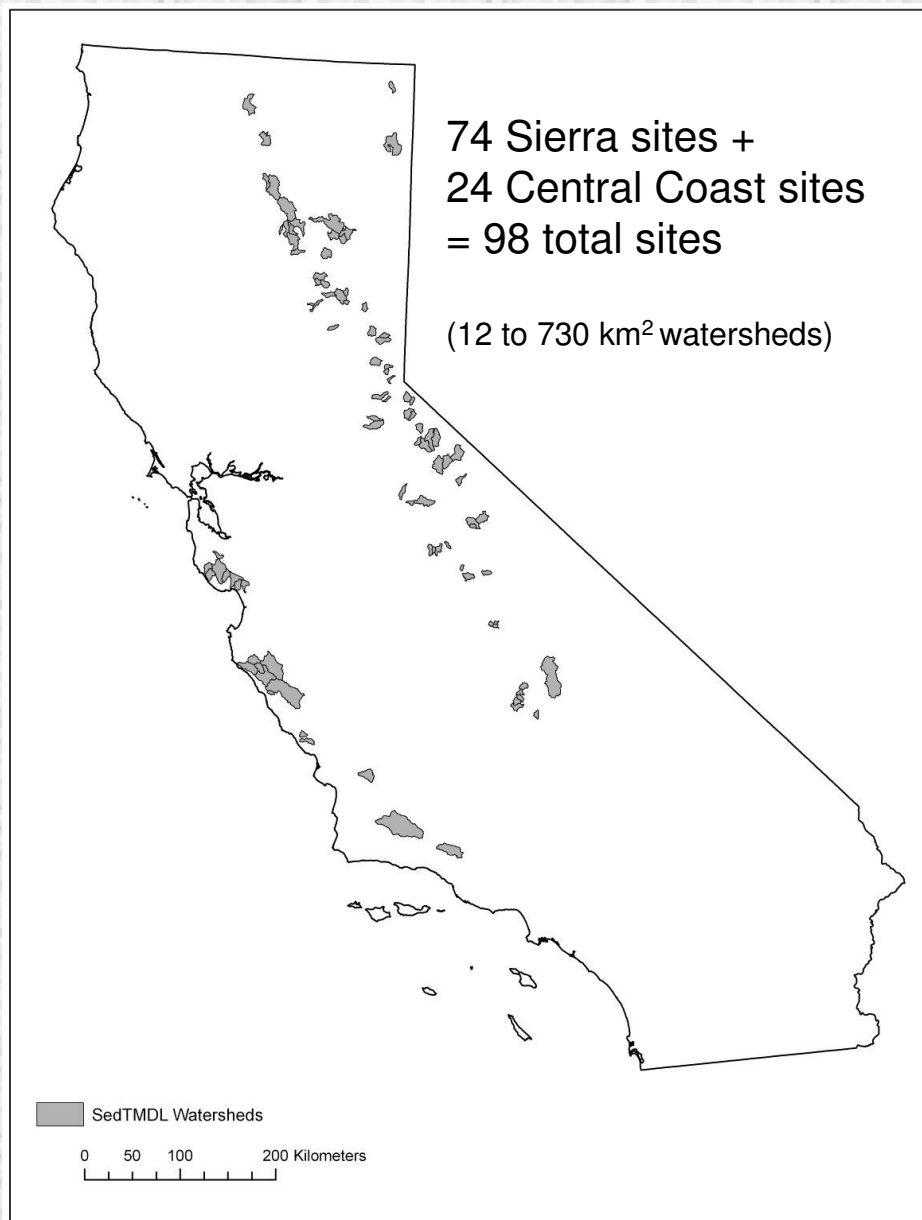 74 Sierra sites +
24 Central Coast sites
= 98 total sites
(12 to 730 km² watersheds)
SedTMDL Watersheds
0 50 100 200 Kilometers